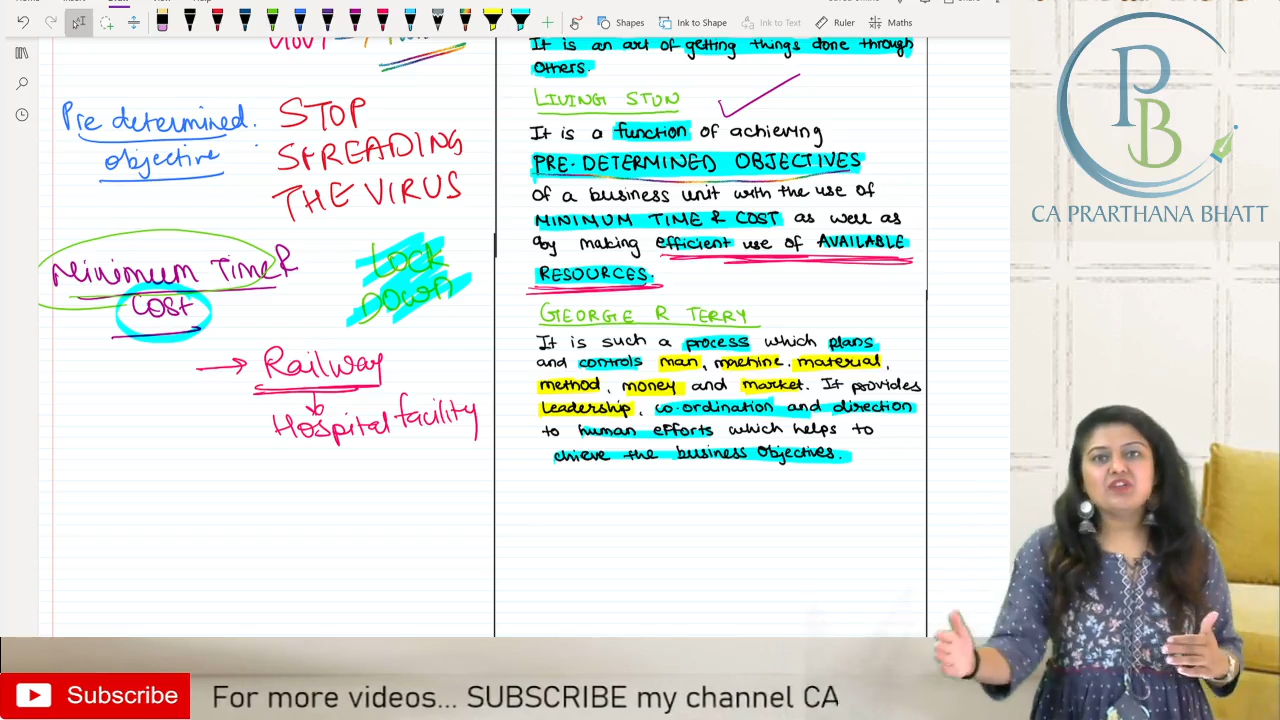 Shapes
Ink to Shape
Ink to Text
Ruler
Maths
Pre determined
objective
STOP
SPREADING
THE VIRUS
Minimum Time &
Cost
Lock
Down
→ Railway
Hospital facility
It is an art of getting things done through
others.
LIVING STON
It is a function of achieving
PRE-DETERMINED OBJECTIVES
of a business unit with the use of
MINIMUM TIME & COST as well as
by making efficient use of AVAILABLE
RESOURCES.
GEORGE R TERRY
It is such a process which plans
and controls man, machine, material,
method, money and market. It provides
leadership, co-ordination and direction
to human efforts which helps to
chieve the business objectives.
PB
CA PRARTHANA BHATT
Subscribe
For more videos... SUBSCRIBE my channel CA